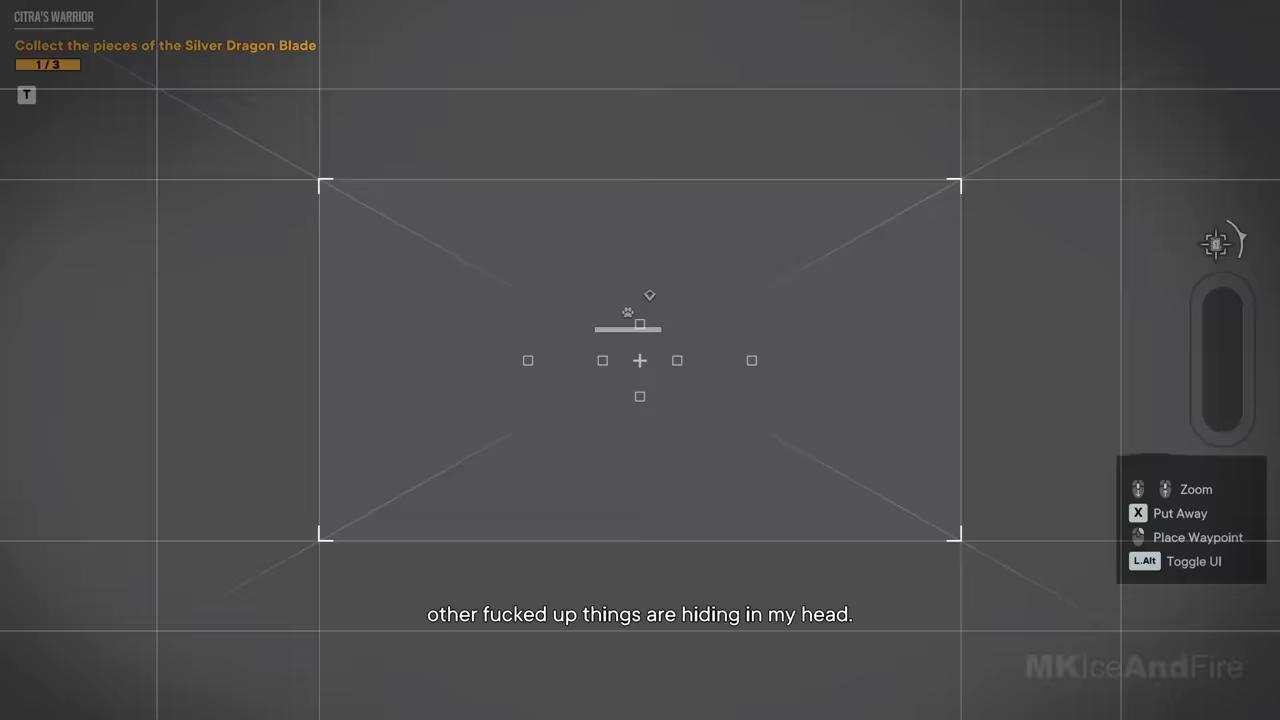 CITRA'S WARRIOR
Collect the pieces of the Silver Dragon Blade
1 / 3
T
Zoom
X Put Away
Place Waypoint
L.Alt Toggle UI
other fucked up things are hiding in my head.
MKIceAndFire